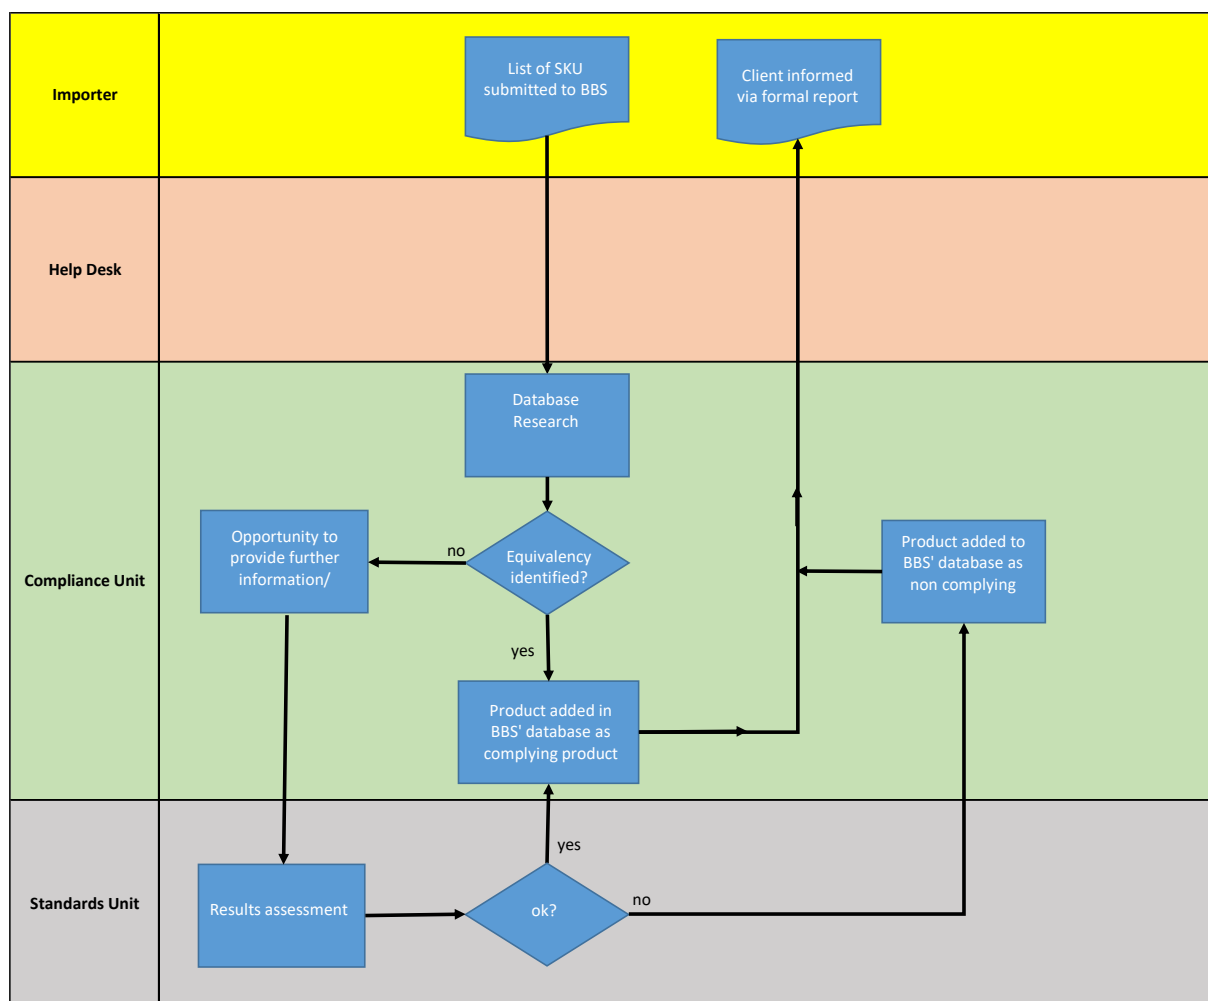 Importer
List of SKU
submitted to BBS
Client informed
via formal report
Help Desk
Compliance Unit
Database
Research
Opportunity to
provide further
information/
no
Equivalency
identified?
Product added to
BBS' database as
non complying
yes
Product added in
BBS' database as
complying product
Standards Unit
Results assessment
yes
ok?
no